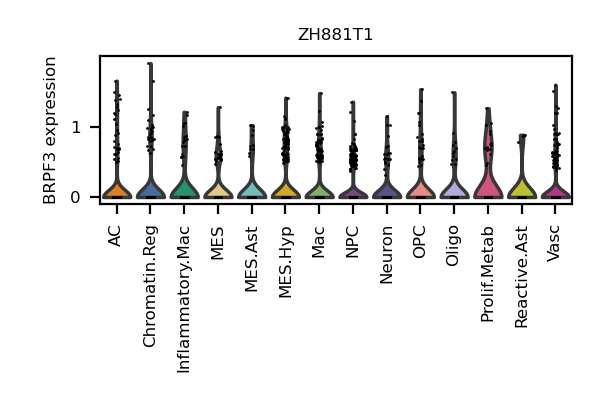 ZH881T1
BRPF3 expression
1
0
AC
Chromatin.Reg
Inflammatory.Mac
MES
MES.Ast
MES.Hyp
Mac
NPC
Neuron
OPC
Oligo
Prolif.Metab
Reactive.Ast
Vasc